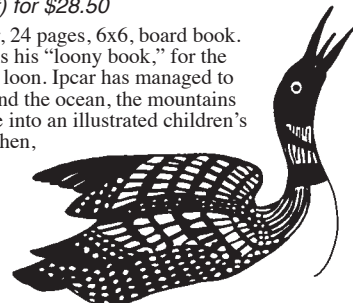 ) for $28.50
, 24 pages, 6x6, board book.
s his “loony book,” for the
loon. Ipcar has managed to
nd the ocean, the mountains
e into an illustrated children’s
hen,